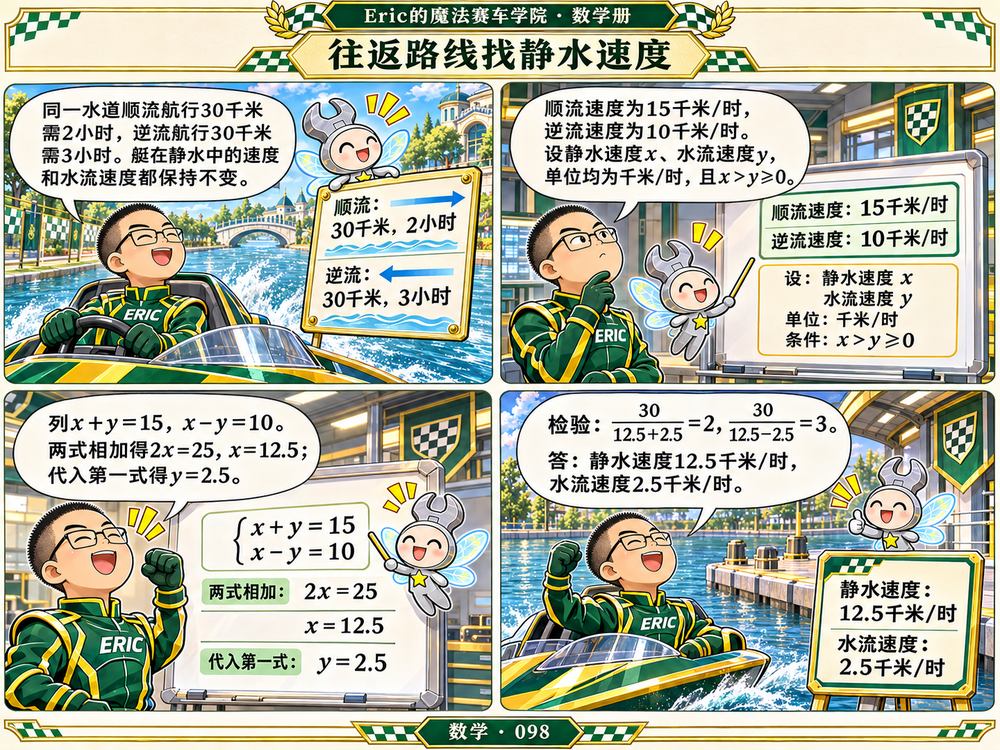 Eric的魔法赛车学院 · 数学册
往返路线找静水速度
同一水道顺流航行30千米
需2小时，逆流航行30千米
需3小时。艇在静水中的速度
和水流速度都保持不变。
顺流：
30千米，2小时
逆流：
30千米，3小时
ERIC
顺流速度为15千米/时，
逆流速度为10千米/时。
设静水速度x、水流速度y，
单位均为千米/时，且x>y≥0。
顺流速度：15千米/时
逆流速度：10千米/时
设：静水速度 x
水流速度 y
单位：千米/时
条件：x>y≥0
ERIC
列x+y=15，x−y=10。
两式相加得2x=25，x=12.5；
代入第一式得y=2.5。
x+y=15
x−y=10
两式相加：2x=25
x=12.5
代入第一式：y=2.5
ERIC
检验：30/(12.5+2.5)=2，30/(12.5−2.5)=3。
答：静水速度12.5千米/时，
水流速度2.5千米/时。
静水速度：
12.5千米/时
水流速度：
2.5千米/时
ERIC
数学 · 098